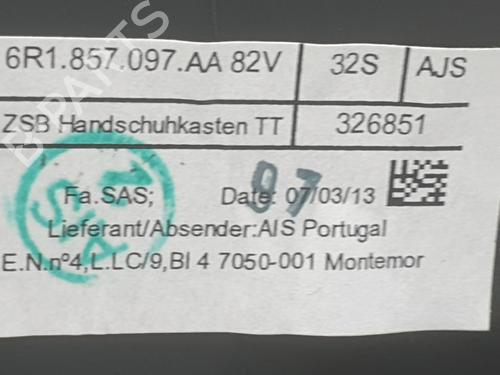 6R1.857.097.AA 82V 32S AJS
ZSB Handschuhkasten TT 326851
97
Fa.SAS; Date: 07/03/13
Lieferant/Absender:AIS Portugal
E.N.nº4,L.LC/9,Bl 4 7050-001 Montemor
B PARTS